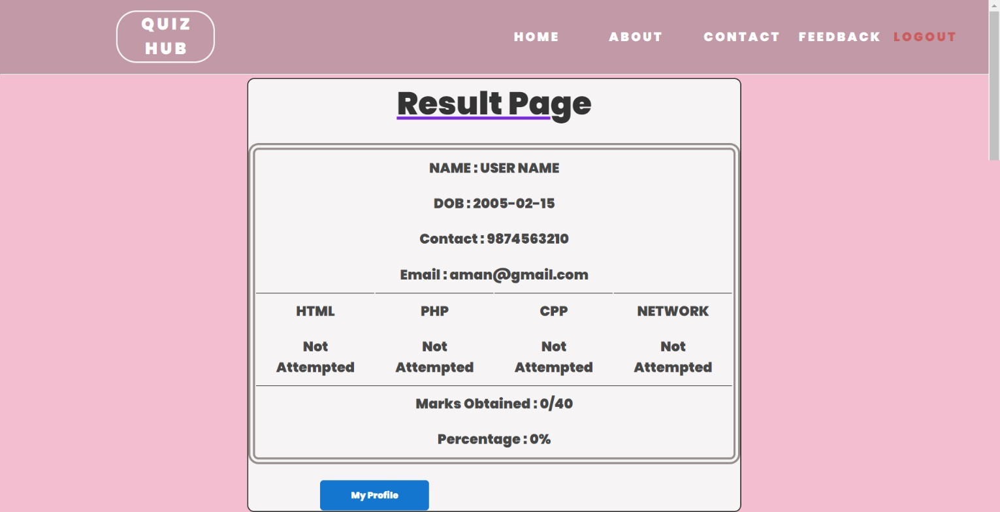 QUIZ
HUB
HOME ABOUT CONTACT FEEDBACK LOGOUT
Result Page
NAME : USER NAME
DOB : 2005-02-15
Contact : 9874563210
Email : aman@gmail.com
HTML PHP CPP NETWORK
Not Not Not Not
Attempted Attempted Attempted Attempted
Marks Obtained : 0/40
Percentage : 0%
My Profile